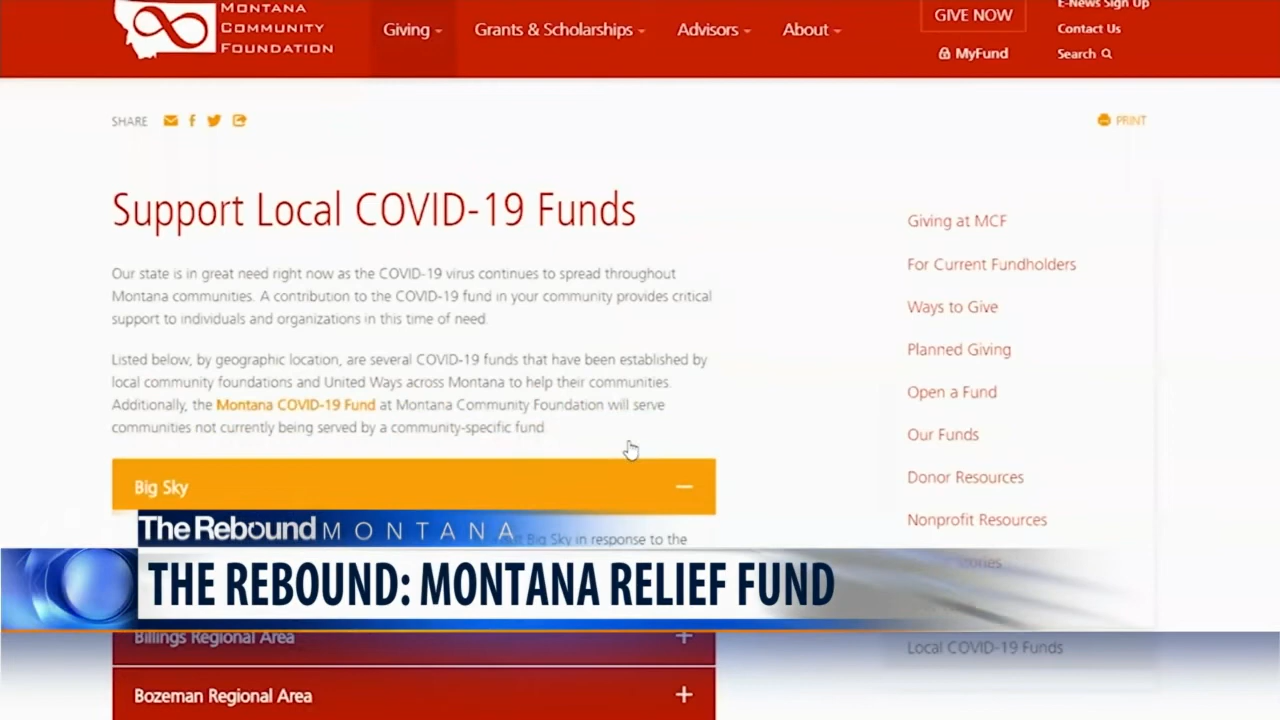 MONTANA
COMMUNITY
FOUNDATION
Giving
Grants & Scholarships
Advisors
About
GIVE NOW
MyFund
E-News Sign Up
Contact Us
Search
SHARE
PRINT
Support Local COVID-19 Funds
Our state is in great need right now as the COVID-19 virus continues to spread throughout
Montana communities. A contribution to the COVID-19 fund in your community provides critical
support to individuals and organizations in this time of need.
Listed below, by geographic location, are several COVID-19 funds that have been established by
local community foundations and United Ways across Montana to help their communities.
Additionally, the Montana COVID-19 Fund at Montana Community Foundation will serve
communities not currently being served by a community-specific fund.
Giving at MCF
For Current Fundholders
Ways to Give
Planned Giving
Open a Fund
Our Funds
Donor Resources
Nonprofit Resources
Local COVID-19 Funds
Big Sky
Big Sky in response to the
The Rebound MONTANA
THE REBOUND: MONTANA RELIEF FUND
Billings Regional Area
Bozeman Regional Area